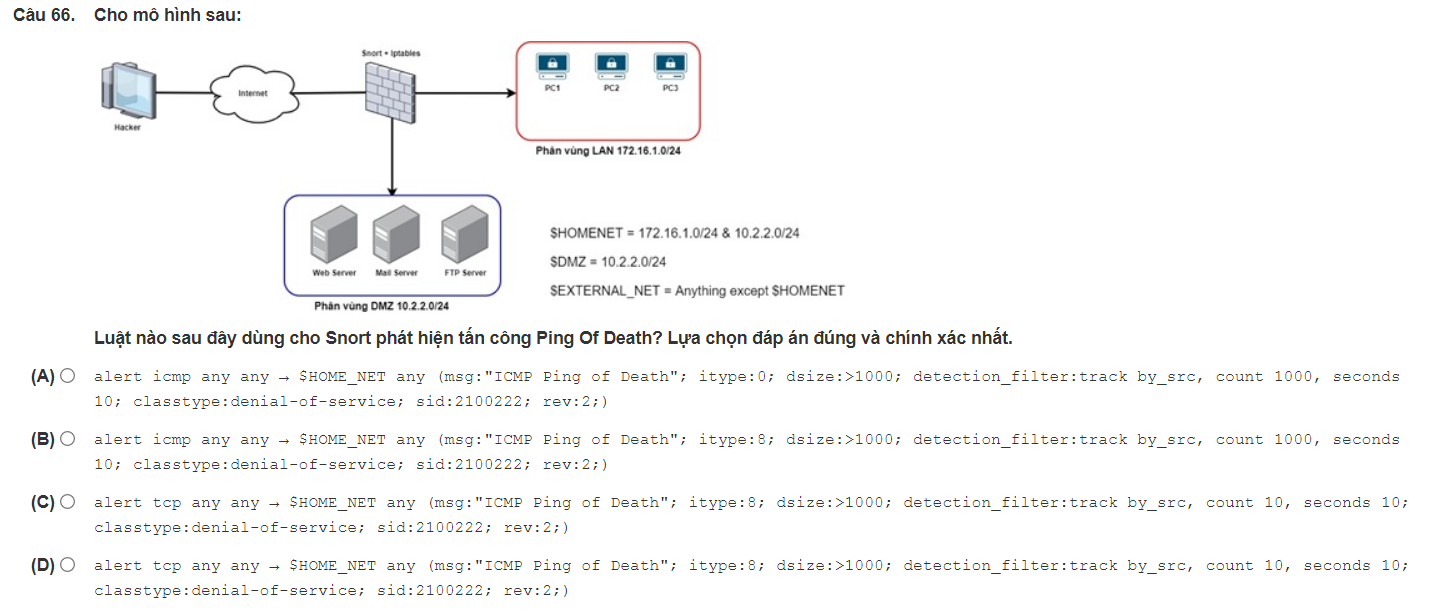 Câu 66. Cho mô hình sau:
Snort + Iptables
Internet
Hacker
PC1
PC2
PC3
Phân vùng LAN 172.16.1.0/24
Web Server
Mail Server
FTP Server
Phân vùng DMZ 10.2.2.0/24
$HOMENET = 172.16.1.0/24 & 10.2.2.0/24
$DMZ = 10.2.2.0/24
$EXTERNAL_NET = Anything except $HOMENET
Luật nào sau đây dùng cho Snort phát hiện tấn công Ping Of Death? Lựa chọn đáp án đúng và chính xác nhất.
(A) alert icmp any any → $HOME_NET any (msg:"ICMP Ping of Death"; itype:0; dsize:>1000; detection_filter:track by_src, count 1000, seconds
10; classtype:denial-of-service; sid:2100222; rev:2;)
(B) alert icmp any any → $HOME_NET any (msg:"ICMP Ping of Death"; itype:8; dsize:>1000; detection_filter:track by_src, count 1000, seconds
10; classtype:denial-of-service; sid:2100222; rev:2;)
(C) alert tcp any any → $HOME_NET any (msg:"ICMP Ping of Death"; itype:8; dsize:>1000; detection_filter:track by_src, count 10, seconds 10;
classtype:denial-of-service; sid:2100222; rev:2;)
(D) alert tcp any any → $HOME_NET any (msg:"ICMP Ping of Death"; itype:8; dsize:>1000; detection_filter:track by_src, count 10, seconds 10;
classtype:denial-of-service; sid:2100222; rev:2;)